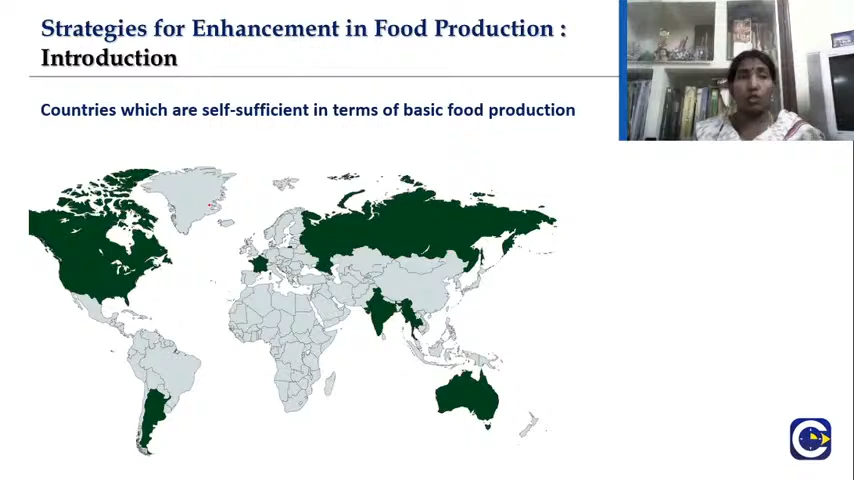 Strategies for Enhancement in Food Production :
Introduction
Countries which are self-sufficient in terms of basic food production